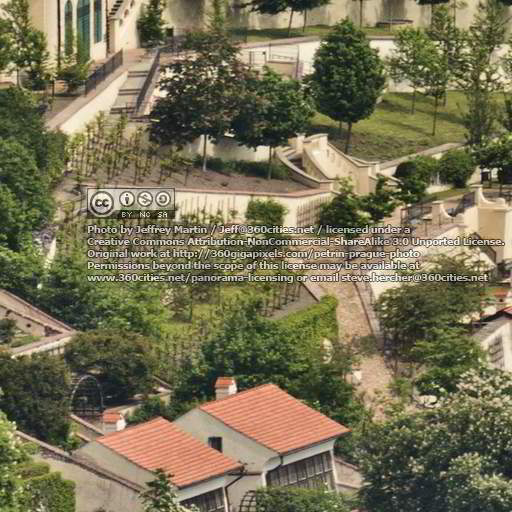 cc
BY NC SA
Photo by Jeffrey Martin / Jeff@360cities.net / licensed under a
Creative Commons Attribution-NonCommercial-ShareAlike 3.0 Unported License.
Original work at http://360gigapixels.com/petrin-prague-photo
Permissions beyond the scope of this license may be available at
www.360cities.net/panorama-licensing or email steve.hercher@360cities.net